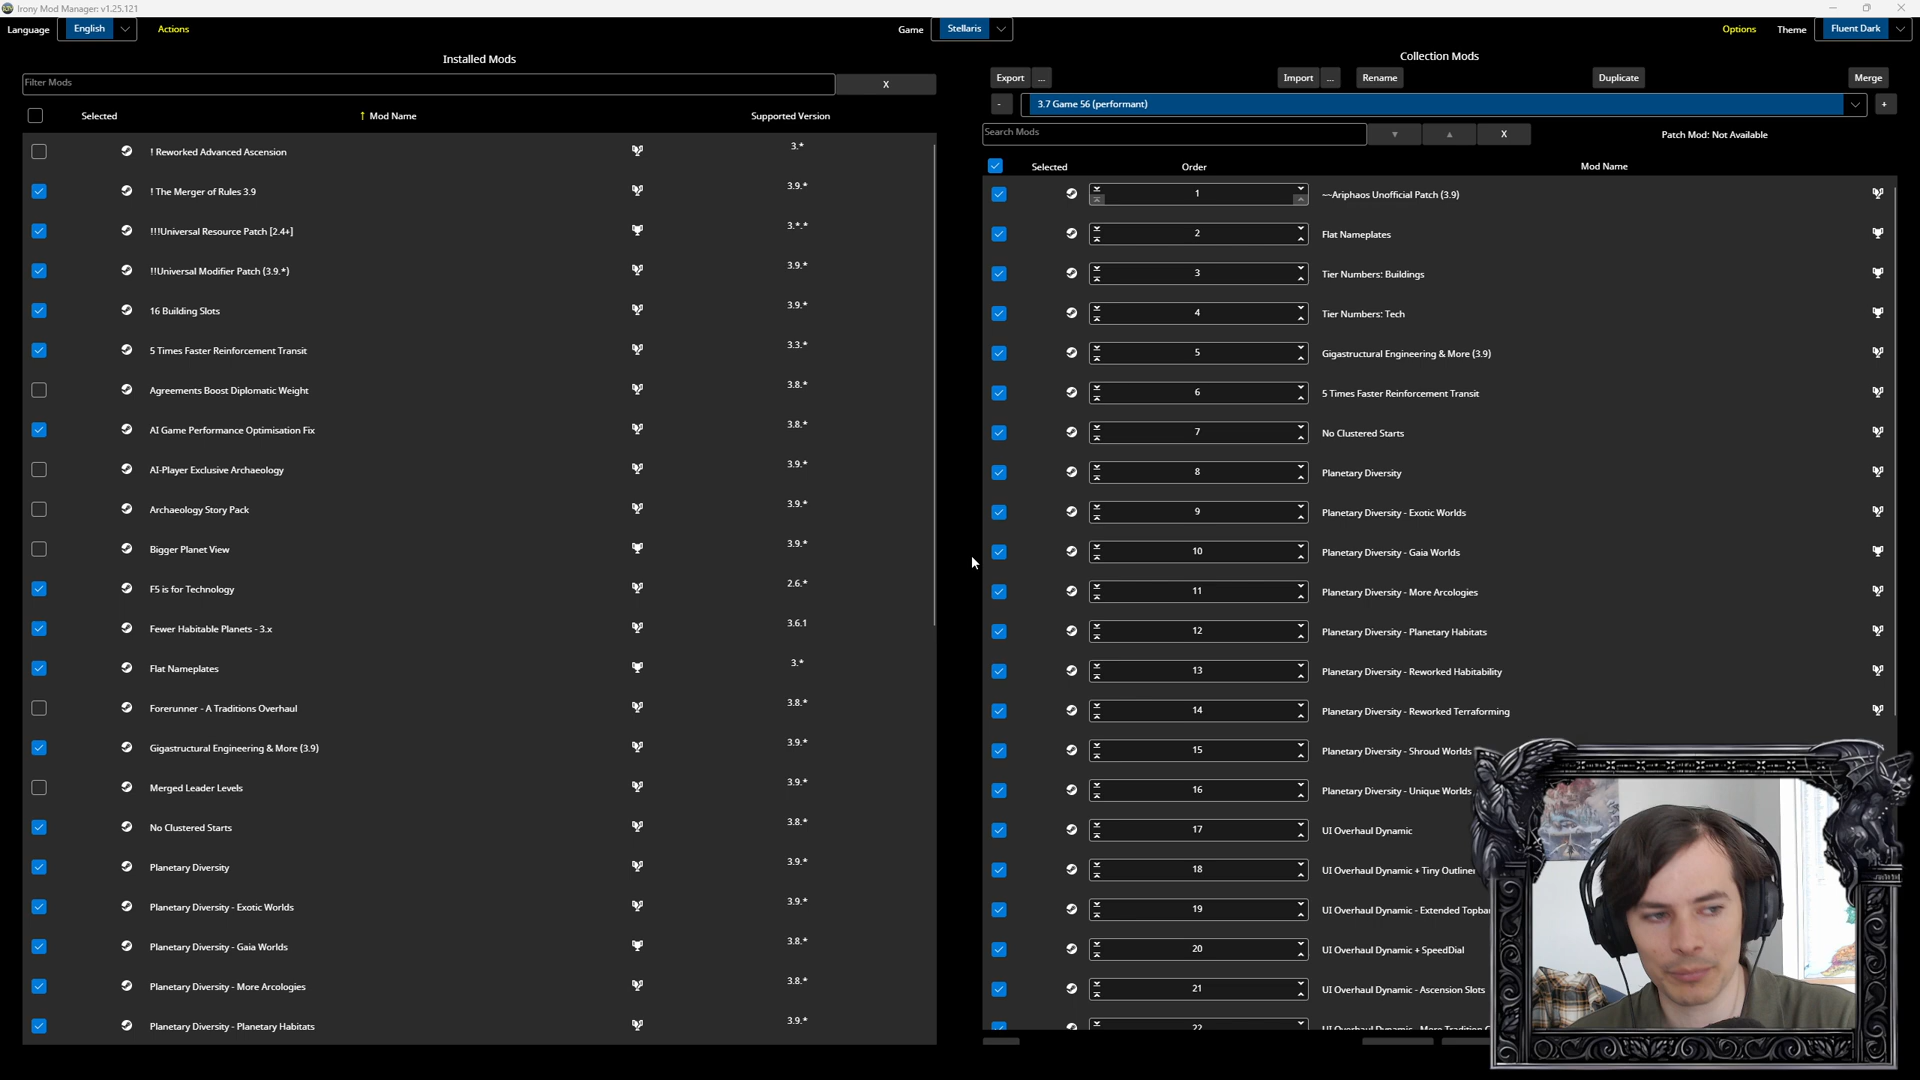 Irony Mod Manager: v1.25.121
Language English Actions Game Stellaris Options Theme Fluent Dark
Installed Mods
Filter Mods X
Selected ↑ Mod Name Supported Version
! Reworked Advanced Ascension 3.*
! The Merger of Rules 3.9 3.9.*
!!!Universal Resource Patch [2.4+] 3.*.*
!!Universal Modifier Patch (3.9.*) 3.9.*
16 Building Slots 3.9.*
5 Times Faster Reinforcement Transit 3.3.*
Agreements Boost Diplomatic Weight 3.8.*
AI Game Performance Optimisation Fix 3.8.*
AI-Player Exclusive Archaeology 3.9.*
Archaeology Story Pack 3.9.*
Bigger Planet View 3.9.*
F5 is for Technology 2.6.*
Fewer Habitable Planets - 3.x 3.6.1
Flat Nameplates 3.*
Forerunner - A Traditions Overhaul 3.8.*
Gigastructural Engineering & More (3.9) 3.9.*
Merged Leader Levels 3.9.*
No Clustered Starts 3.8.*
Planetary Diversity 3.9.*
Planetary Diversity - Exotic Worlds 3.9.*
Planetary Diversity - Gaia Worlds 3.8.*
Planetary Diversity - More Arcologies 3.8.*
Planetary Diversity - Planetary Habitats 3.9.*
Collection Mods
Export ... Import ... Rename Duplicate Merge
- 3.7 Game 56 (performant) +
Search Mods ▼ ▲ X Patch Mod: Not Available
Selected Order Mod Name
1 ~~Ariphaos Unofficial Patch (3.9)
2 Flat Nameplates
3 Tier Numbers: Buildings
4 Tier Numbers: Tech
5 Gigastructural Engineering & More (3.9)
6 5 Times Faster Reinforcement Transit
7 No Clustered Starts
8 Planetary Diversity
9 Planetary Diversity - Exotic Worlds
10 Planetary Diversity - Gaia Worlds
11 Planetary Diversity - More Arcologies
12 Planetary Diversity - Planetary Habitats
13 Planetary Diversity - Reworked Habitability
14 Planetary Diversity - Reworked Terraforming
15 Planetary Diversity - Shroud Worlds
16 Planetary Diversity - Unique Worlds
17 UI Overhaul Dynamic
18 UI Overhaul Dynamic + Tiny Outliner
19 UI Overhaul Dynamic - Extended Topba
20 UI Overhaul Dynamic + SpeedDial
21 UI Overhaul Dynamic - Ascension Slots
22 UI Overhaul Dynamic - More Tradition